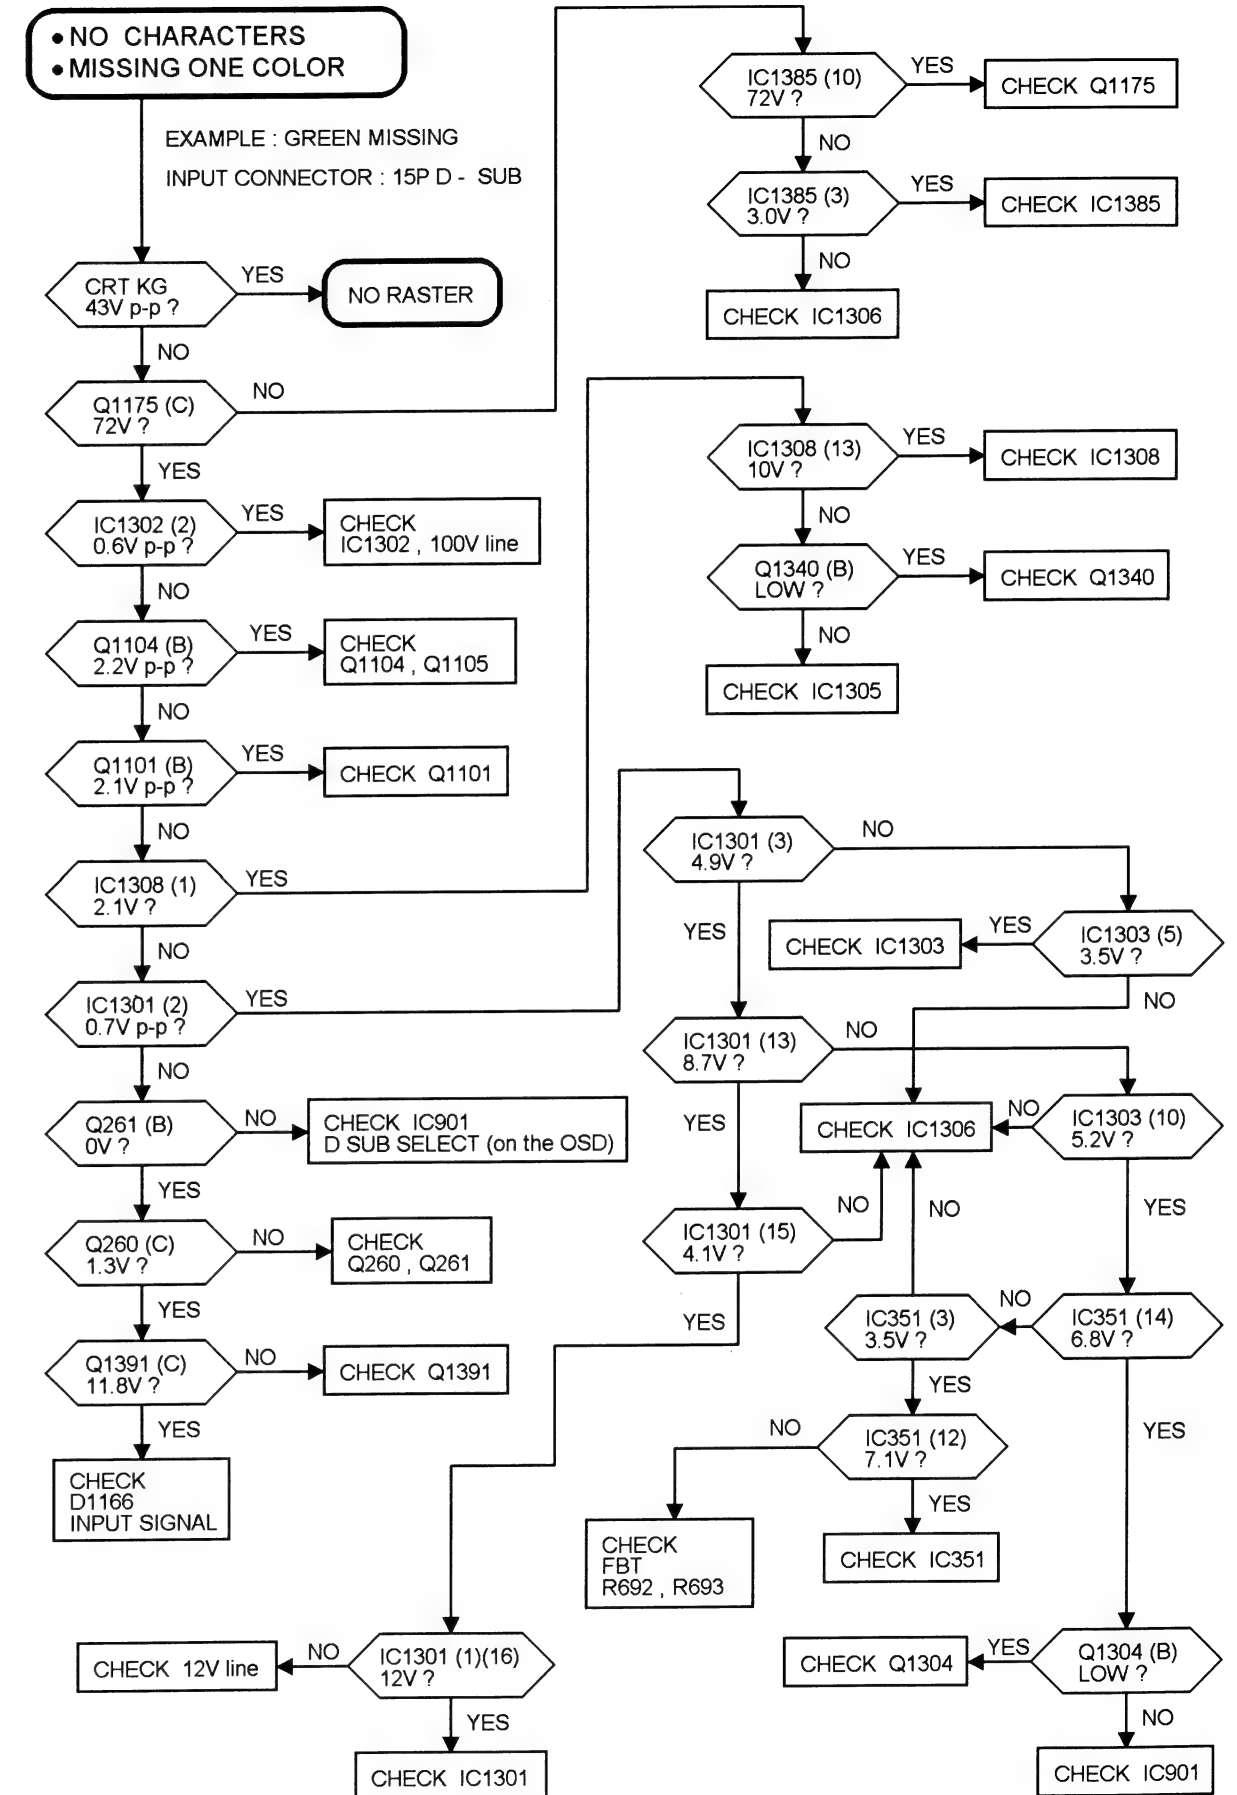 • NO CHARACTERS
• MISSING ONE COLOR
EXAMPLE : GREEN MISSING
INPUT CONNECTOR : 15P D - SUB
CRT KG
43V p-p ?
YES
NO RASTER
NO
Q1175 (C)
72V ?
NO
YES
IC1302 (2)
0.6V p-p ?
YES
CHECK
IC1302 , 100V line
NO
Q1104 (B)
2.2V p-p ?
YES
CHECK
Q1104 , Q1105
NO
Q1101 (B)
2.1V p-p ?
YES
CHECK Q1101
NO
IC1308 (1)
2.1V ?
YES
NO
IC1301 (2)
0.7V p-p ?
YES
NO
Q261 (B)
0V ?
NO
CHECK IC901
D SUB SELECT (on the OSD)
YES
Q260 (C)
1.3V ?
NO
CHECK
Q260 , Q261
YES
Q1391 (C)
11.8V ?
NO
CHECK Q1391
YES
CHECK
D1166
INPUT SIGNAL
IC1385 (10)
72V ?
YES
CHECK Q1175
NO
IC1385 (3)
3.0V ?
YES
CHECK IC1385
NO
CHECK IC1306
IC1308 (13)
10V ?
YES
CHECK IC1308
NO
Q1340 (B)
LOW ?
YES
CHECK Q1340
NO
CHECK IC1305
IC1301 (3)
4.9V ?
NO
YES
CHECK IC1303
YES
IC1303 (5)
3.5V ?
NO
IC1301 (13)
8.7V ?
NO
YES
CHECK IC1306
NO
IC1303 (10)
5.2V ?
YES
IC1301 (15)
4.1V ?
NO
NO
YES
IC351 (3)
3.5V ?
NO
IC351 (14)
6.8V ?
YES
YES
NO
IC351 (12)
7.1V ?
YES
CHECK
FBT
R692 , R693
CHECK IC351
CHECK 12V line
NO
IC1301 (1)(16)
12V ?
YES
CHECK IC1301
CHECK Q1304
YES
Q1304 (B)
LOW ?
NO
CHECK IC901